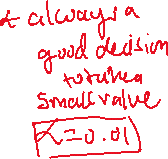 α always a
good decision
to take a
small value
α=0.01